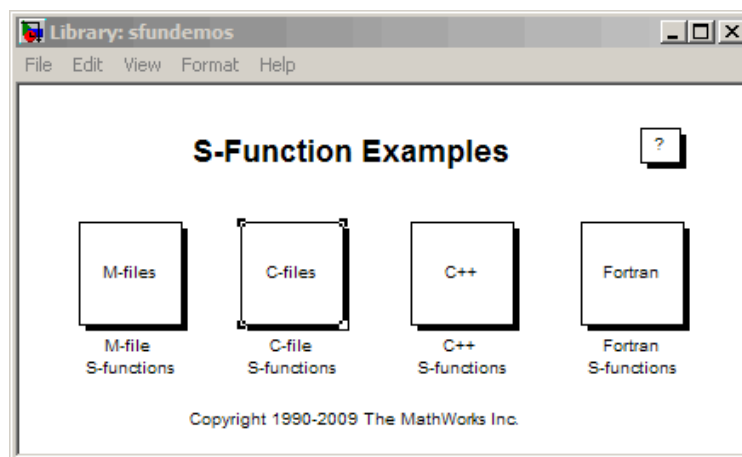 Library: sfundemos
File Edit View Format Help
S-Function Examples
?
M-files C-files C++ Fortran
M-file C-file C++ Fortran
S-functions S-functions S-functions S-functions
Copyright 1990-2009 The MathWorks Inc.